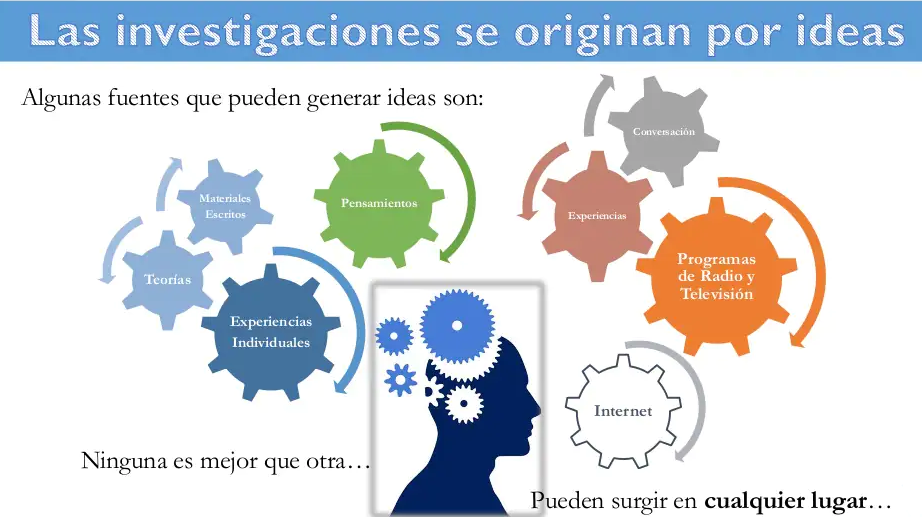 Las investigaciones se originan por ideas
Algunas fuentes que pueden generar ideas son:
Materiales
Escritos
Teorías
Experiencias
Individuales
Pensamientos
Conversación
Experiencias
Programas
de Radio y
Televisión
Internet
Ninguna es mejor que otra…
Pueden surgir en cualquier lugar…